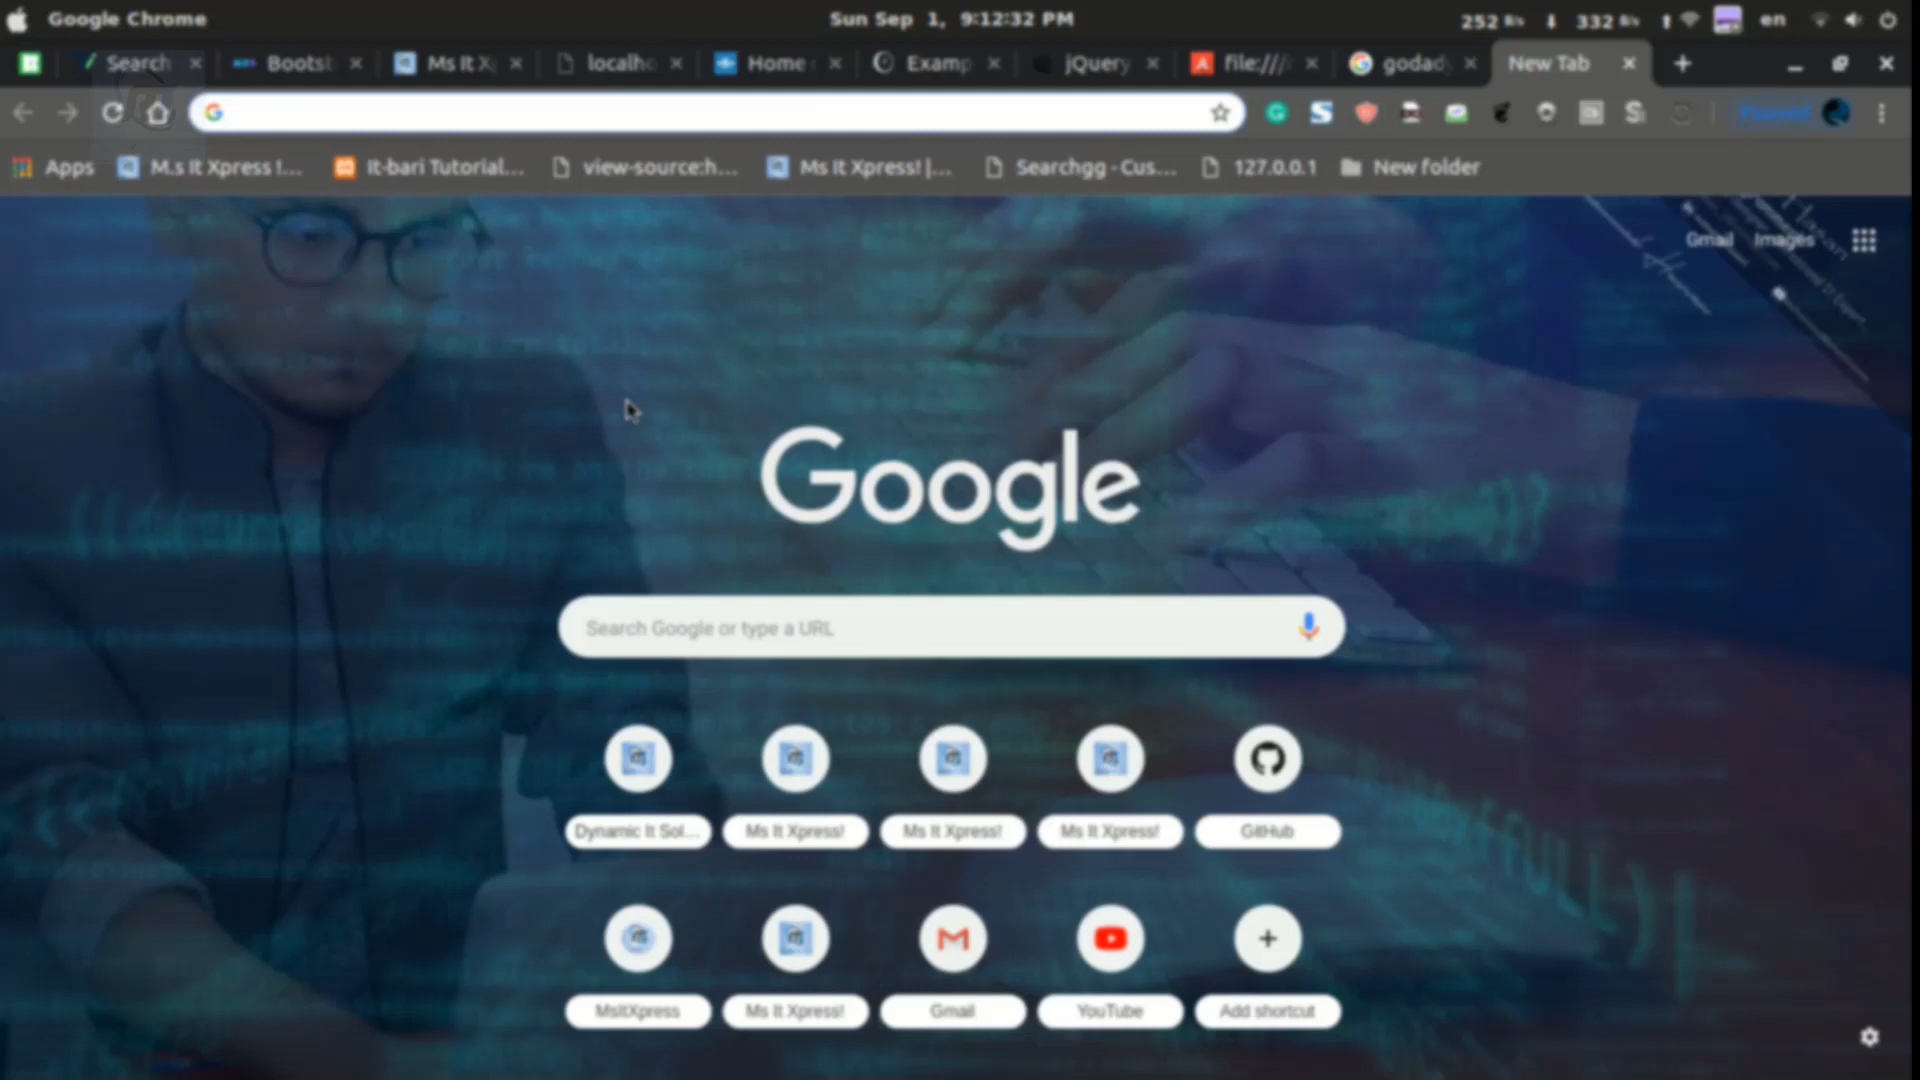 Google Chrome
Sun Sep 1, 9:12:32 PM
252 B/s 332 B/s en
Search Bootst Ms It X localho Home Examp jQuery file:/// godad New Tab
Apps M.s It Xpress !... It-bari Tutorial... view-source:h... Ms It Xpress! |... Searchgg - Cus... 127.0.0.1 New folder
Gmail Images
Google
Search Google or type a URL
Dynamic It Sol... Ms It Xpress! Ms It Xpress! Ms It Xpress! GitHub
MsItXpress Ms It Xpress! Gmail YouTube Add shortcut